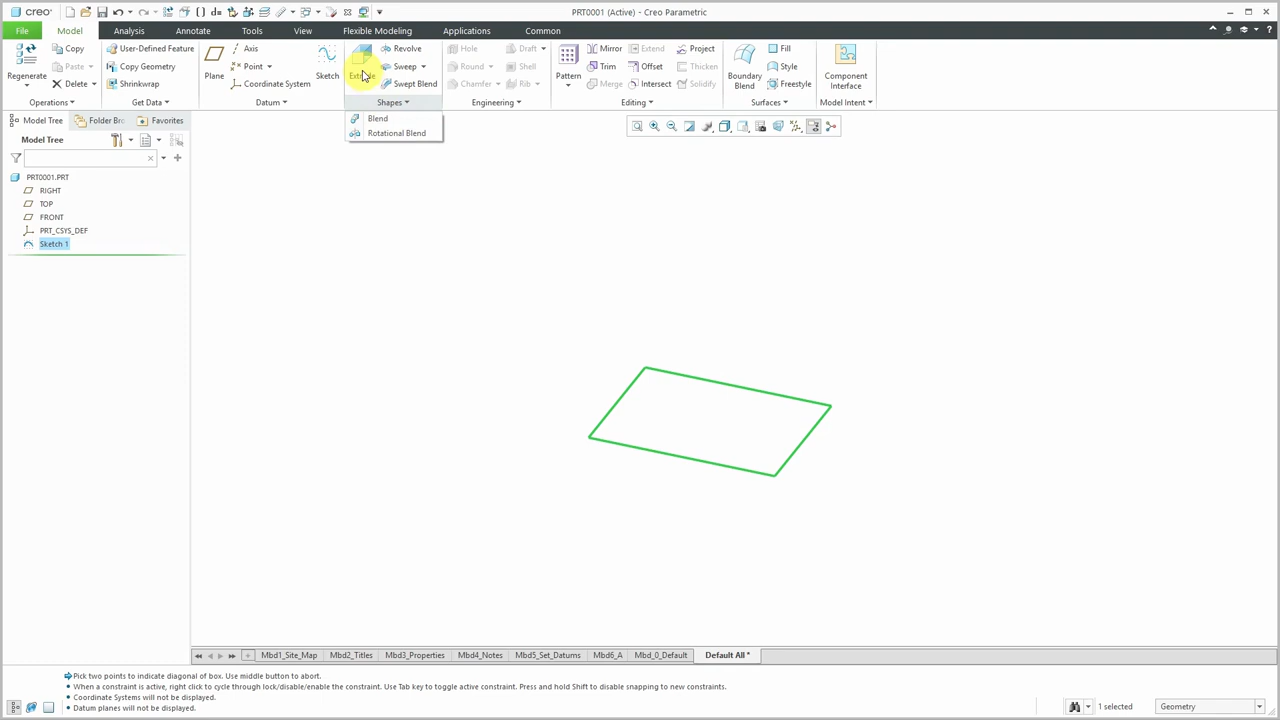 creo
PRT0001 (Active) - Creo Parametric
File Model Analysis Annotate Tools View Flexible Modeling Applications Common
Regenerate Copy Paste Delete
User-Defined Feature Copy Geometry Shrinkwrap
Plane Axis Point Coordinate System Sketch
Extrude Revolve Sweep Swept Blend
Hole Round Chamfer Draft Shell Rib
Pattern Mirror Trim Merge Extend Offset Intersect Project Thicken Solidify
Boundary Blend Fill Style Freestyle
Component Interface
Operations Get Data Datum Shapes Engineering Editing Surfaces Model Intent
Blend
Rotational Blend
Model Tree Folder Bro Favorites
Model Tree
PRT0001.PRT
RIGHT
TOP
FRONT
PRT_CSYS_DEF
Sketch 1
Mbd1_Site_Map Mbd2_Titles Mbd3_Properties Mbd4_Notes Mbd5_Set_Datums Mbd6_A Mbd_0_Default Default All *
Pick two points to indicate diagonal of box. Use middle button to abort.
When a constraint is active, right click to cycle through lock/disable/enable the constraint. Use Tab key to toggle active constraint. Press and hold Shift to disable snapping to new constraints.
Coordinate Systems will not be displayed.
Datum planes will not be displayed.
1 selected
Geometry